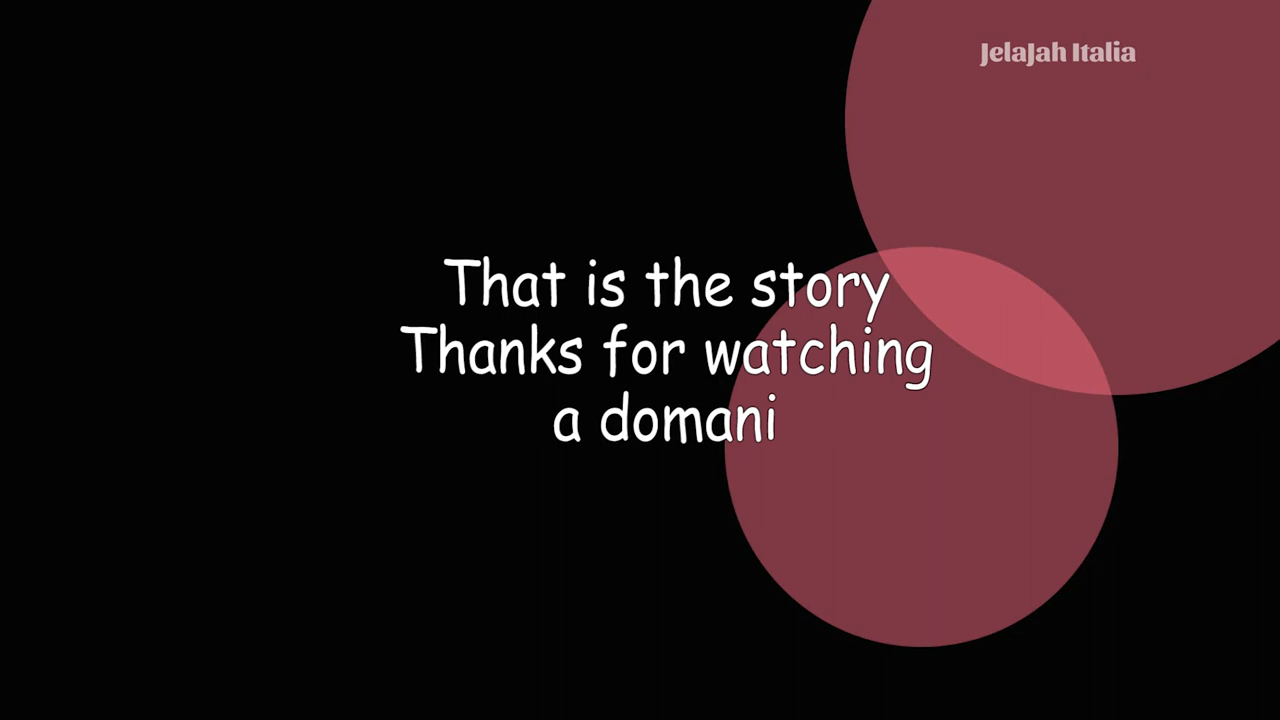 JelaJah Italia
That is the story
Thanks for watching
a domani